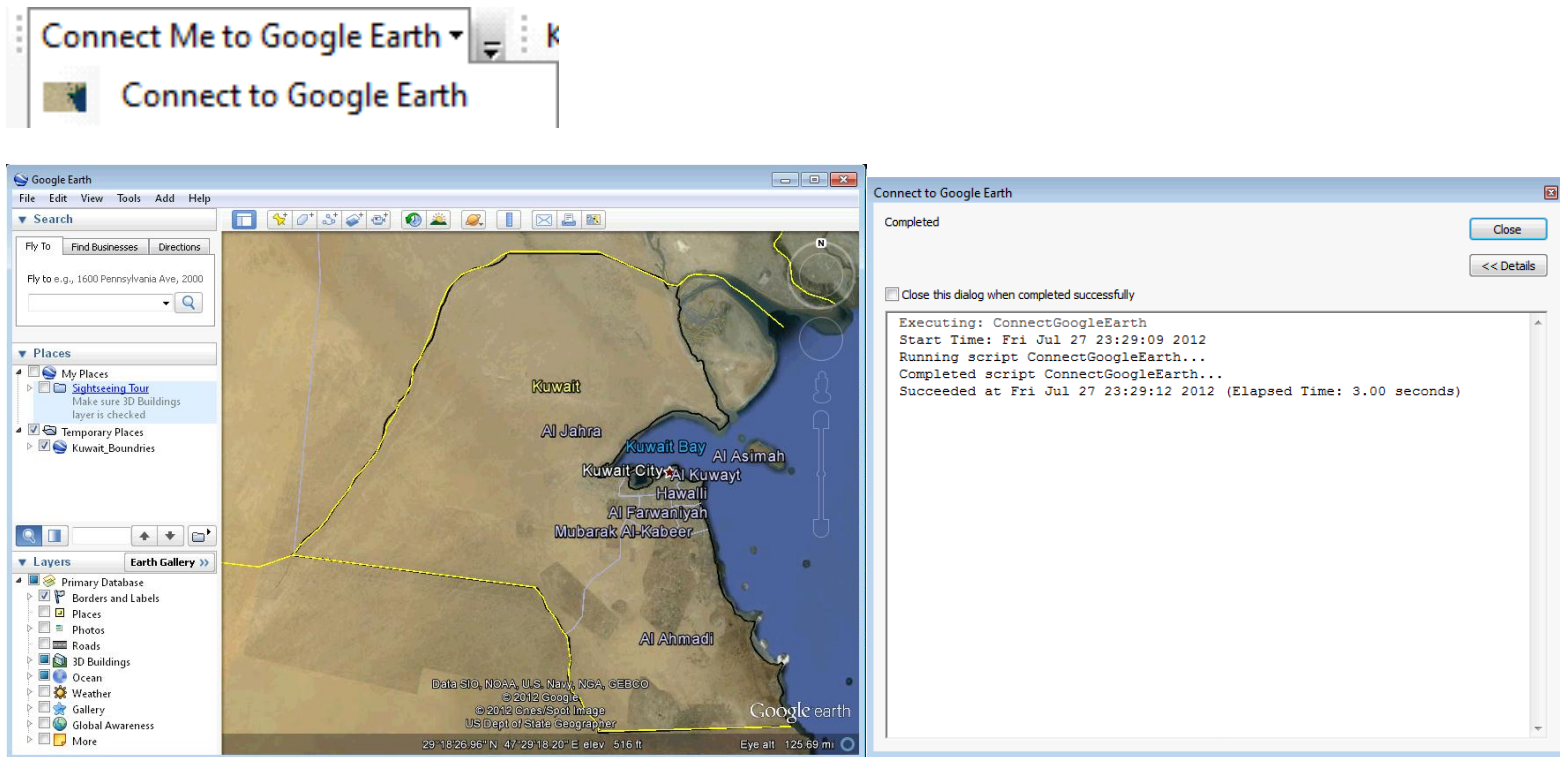 Connect Me to Google Earth
K
Connect to Google Earth
Google Earth
File Edit View Tools Add Help
Search
Fly To Find Businesses Directions
Fly to e.g., 1600 Pennsylvania Ave, 2000
Places
My Places
Sightseeing Tour
Make sure 3D Buildings
layer is checked
Temporary Places
Kuwait_Boundries
Layers Earth Gallery >>
Primary Database
Borders and Labels
Places
Photos
Roads
3D Buildings
Ocean
Weather
Gallery
Global Awareness
More
N
Kuwait
Al Jahra
Kuwait Bay
Al Asimah
Kuwait City Al Kuwayt
Hawalli
Al Farwaniyah
Mubarak Al-Kabeer
Al Ahmadi
Data SIO, NOAA, U.S. Navy, NGA, GEBCO
© 2012 Google
© 2012 Cnes/Spot Image
US Dept of State Geographer
Google earth
29°18'26.96" N 47°29'18.20" E elev 516 ft Eye alt 125.69 mi
Connect to Google Earth
Completed
Close
<< Details
Close this dialog when completed successfully
Executing: ConnectGoogleEarth
Start Time: Fri Jul 27 23:29:09 2012
Running script ConnectGoogleEarth...
Completed script ConnectGoogleEarth...
Succeeded at Fri Jul 27 23:29:12 2012 (Elapsed Time: 3.00 seconds)